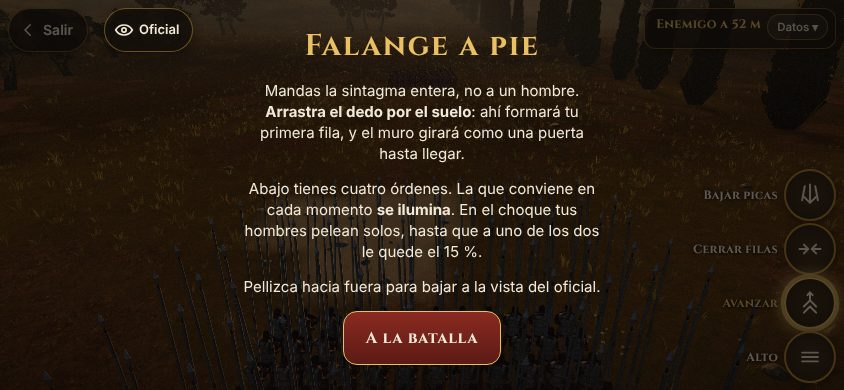 Salir
Oficial
FALANGE A PIE
ENEMIGO A 52 M
Datos ▾
Mandas la sintagma entera, no a un hombre.
Arrastra el dedo por el suelo: ahí formará tu
primera fila, y el muro girará como una puerta
hasta llegar.
Abajo tienes cuatro órdenes. La que conviene en
cada momento se ilumina. En el choque tus
hombres pelean solos, hasta que a uno de los dos
le quede el 15 %.
Pellizca hacia fuera para bajar a la vista del oficial.
A LA BATALLA
BAJAR PICAS
CERRAR FILAS
AVANZAR
ALTO